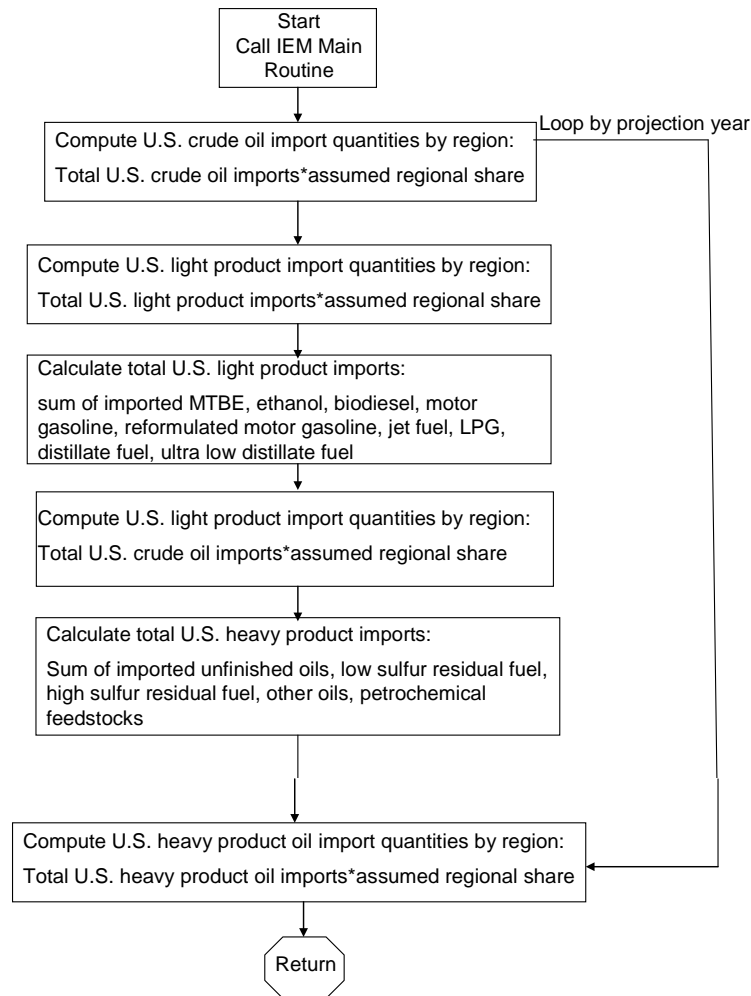 Start
Call IEM Main
Routine
Loop by projection year
Compute U.S. crude oil import quantities by region:
Total U.S. crude oil imports*assumed regional share
Compute U.S. light product import quantities by region:
Total U.S. light product imports*assumed regional share
Calculate total U.S. light product imports:
sum of imported MTBE, ethanol, biodiesel, motor
gasoline, reformulated motor gasoline, jet fuel, LPG,
distillate fuel, ultra low distillate fuel
Compute U.S. light product import quantities by region:
Total U.S. crude oil imports*assumed regional share
Calculate total U.S. heavy product imports:
Sum of imported unfinished oils, low sulfur residual fuel,
high sulfur residual fuel, other oils, petrochemical
feedstocks
Compute U.S. heavy product oil import quantities by region:
Total U.S. heavy product oil imports*assumed regional share
Return